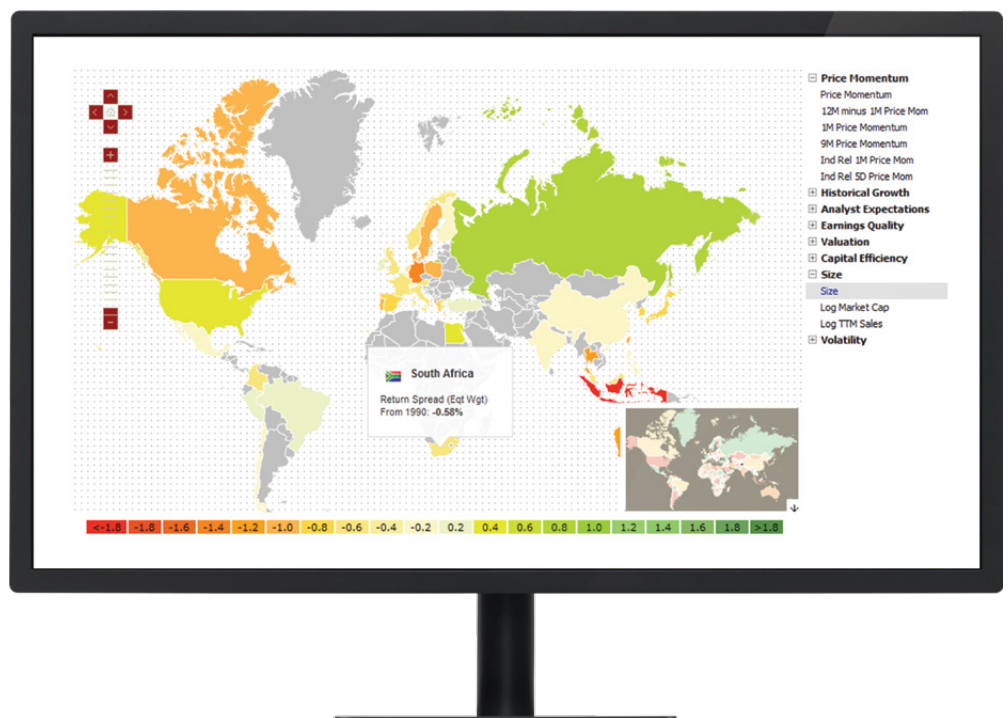 South Africa
Return Spread (Eqt Wgt)
From 1990: -0.58%
<-1.8 -1.8 -1.6 -1.4 -1.2 -1.0 -0.8 -0.6 -0.4 -0.2 0.2 0.4 0.6 0.8 1.0 1.2 1.4 1.6 1.8 >1.8
Price Momentum
Price Momentum
12M minus 1M Price Mom
1M Price Momentum
9M Price Momentum
Ind Rel 1M Price Mom
Ind Rel 5D Price Mom
Historical Growth
Analyst Expectations
Earnings Quality
Valuation
Capital Efficiency
Size
Size
Log Market Cap
Log TTM Sales
Volatility